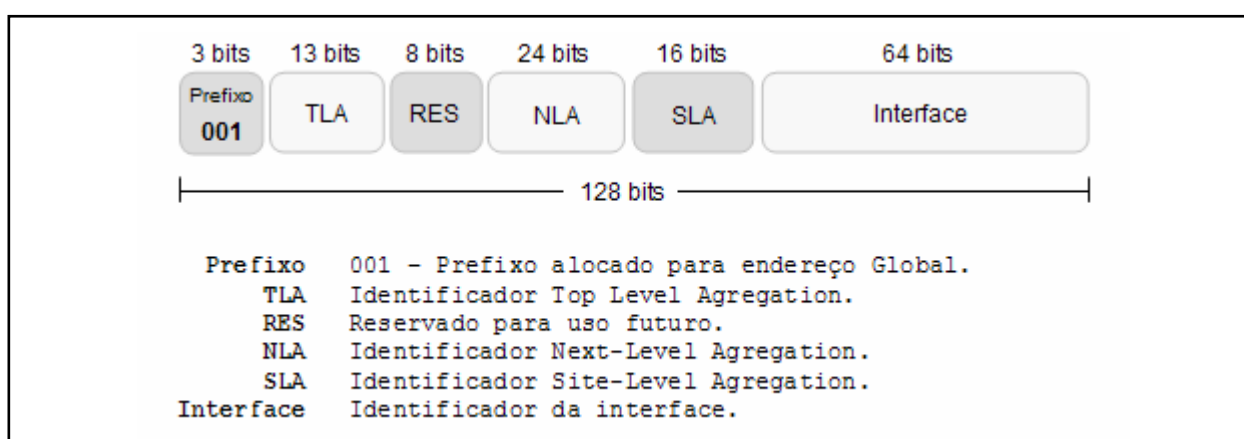 3 bits 13 bits 8 bits 24 bits 16 bits 64 bits
Prefixo
001 TLA RES NLA SLA Interface
128 bits
Prefixo 001 - Prefixo alocado para endereço Global.
TLA Identificador Top Level Agregation.
RES Reservado para uso futuro.
NLA Identificador Next-Level Agregation.
SLA Identificador Site-Level Agregation.
Interface Identificador da interface.